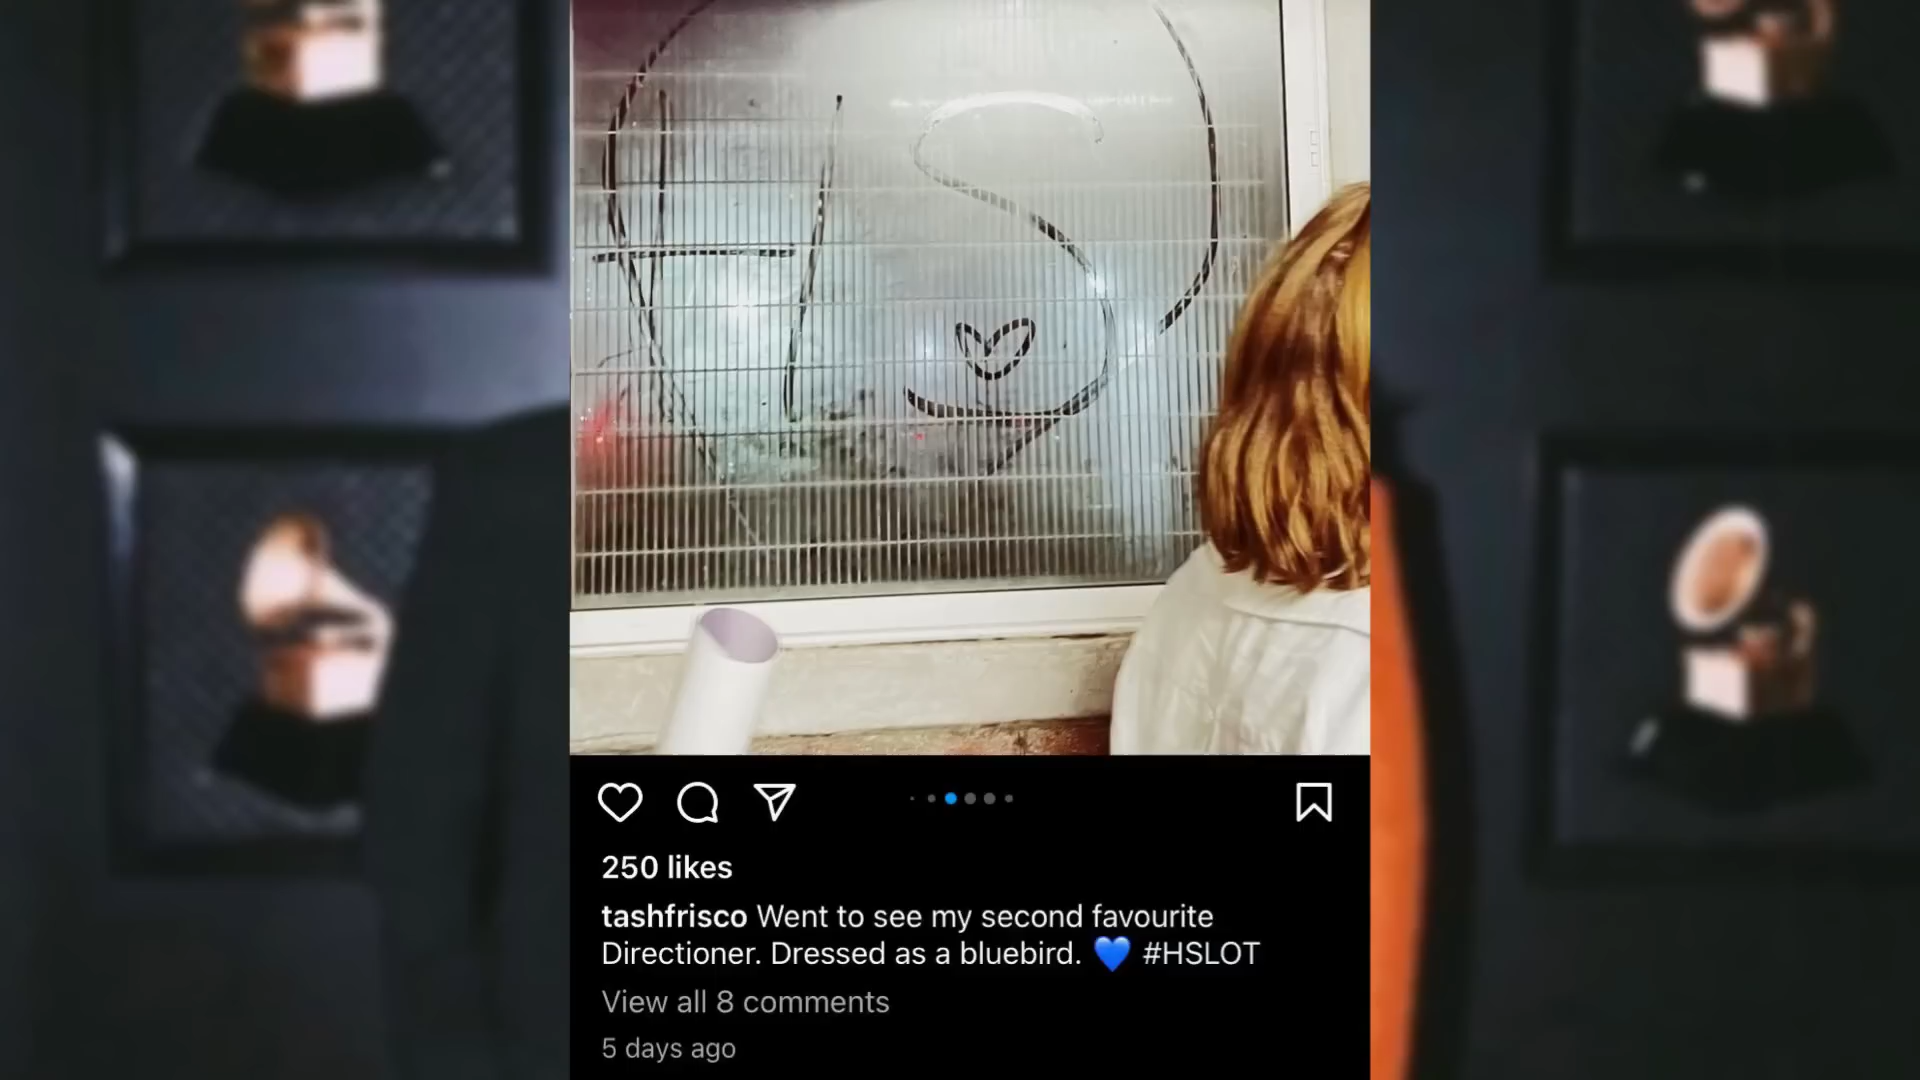 HS
250 likes
tashfrisco Went to see my second favourite
Directioner. Dressed as a bluebird. 💙 #HSLOT
View all 8 comments
5 days ago